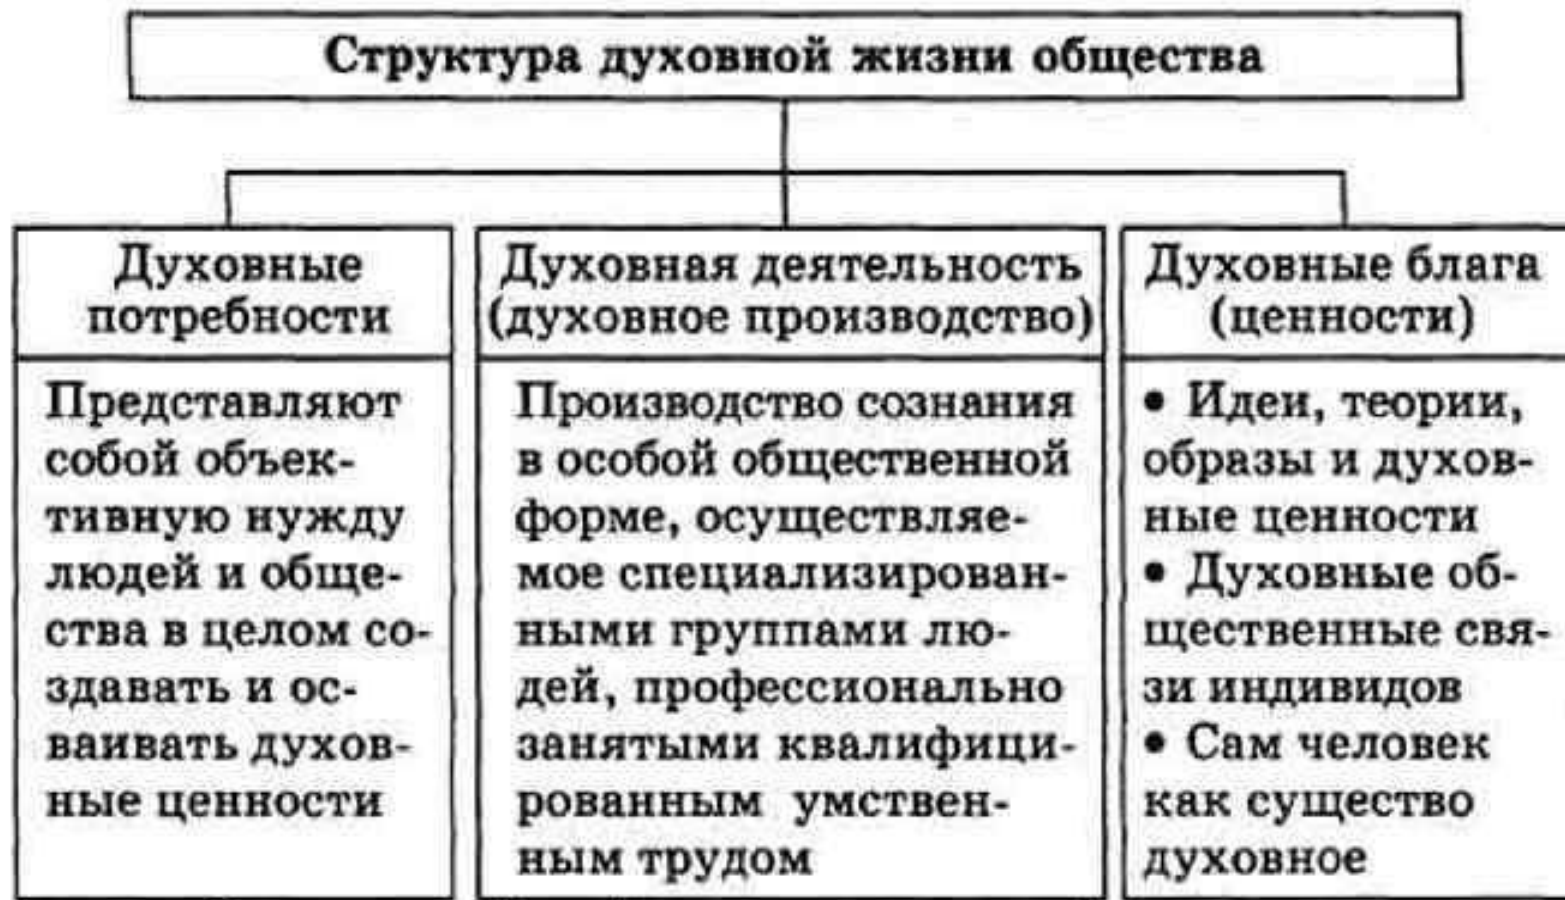 Структура духовной жизни общества
Духовные
потребности
Представляют
собой объек-
тивную нужду
людей и обще-
ства в целом со-
здавать и ос-
ваивать духов-
ные ценности
Духовная деятельность
(духовное производство)
Производство сознания
в особой общественной
форме, осуществляе-
мое специализирован-
ными группами лю-
дей, профессионально
занятыми квалифици-
рованным умствен-
ным трудом
Духовные блага
(ценности)
• Идеи, теории,
образы и духов-
ные ценности
• Духовные об-
щественные свя-
зи индивидов
• Сам человек
как существо
духовное